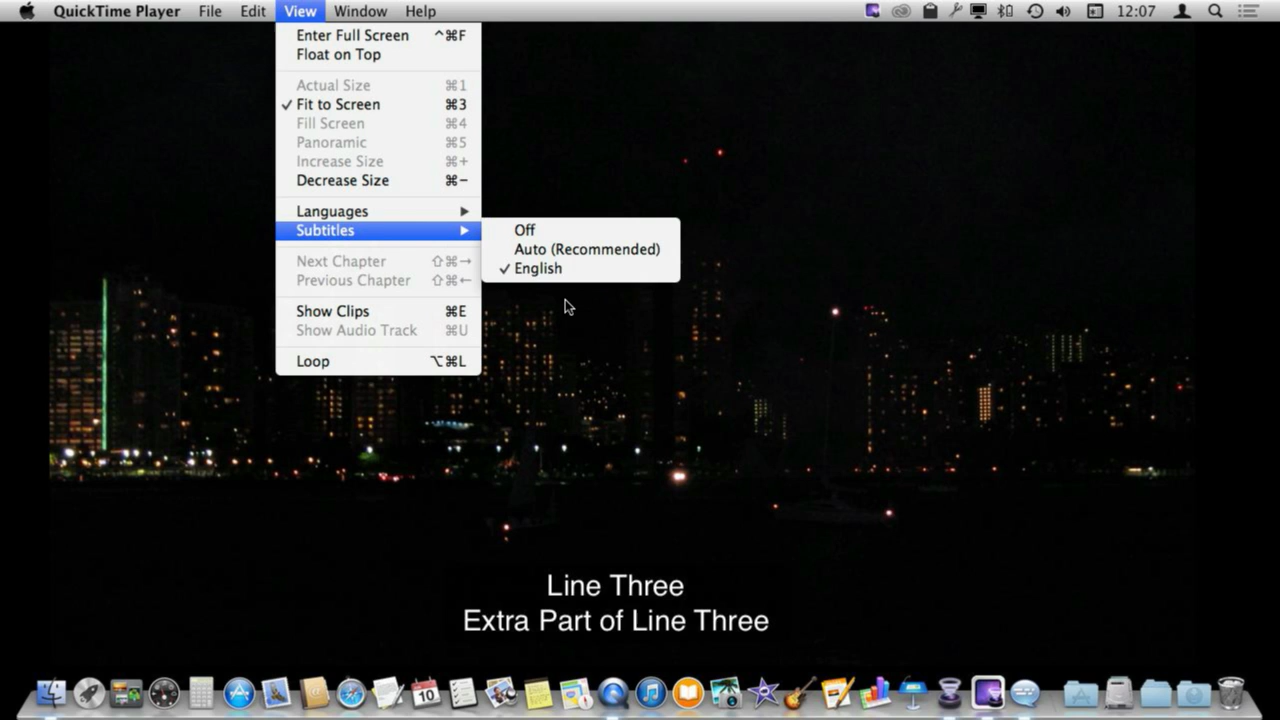 QuickTime Player File Edit View Window Help 12:07
Enter Full Screen ^⌘F
Float on Top
Actual Size ⌘1
✓ Fit to Screen ⌘3
Fill Screen ⌘4
Panoramic ⌘5
Increase Size ⌘+
Decrease Size ⌘−
Languages ▶
Subtitles ▶
Off
Auto (Recommended)
✓ English
Next Chapter ⇧⌘→
Previous Chapter ⇧⌘←
Show Clips ⌘E
Show Audio Track ⌘U
Loop ⌥⌘L
Line Three
Extra Part of Line Three
10